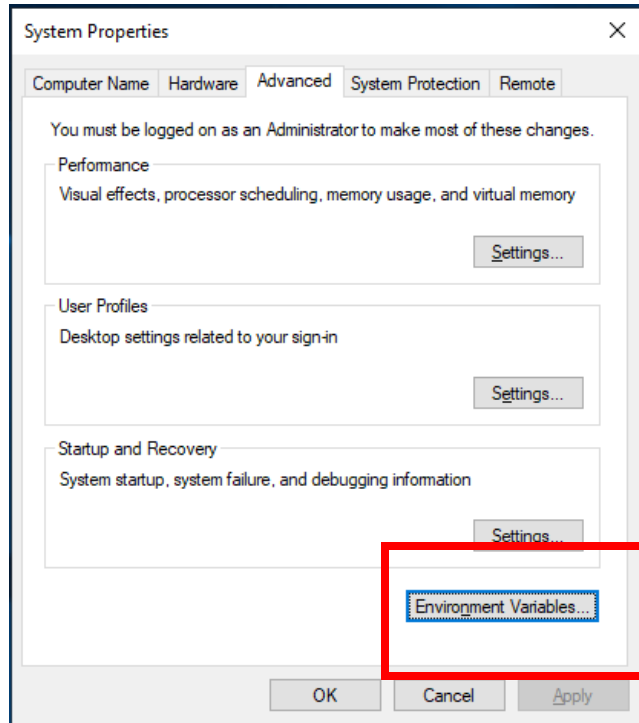 System Properties
Computer Name Hardware Advanced System Protection Remote
You must be logged on as an Administrator to make most of these changes.
Performance
Visual effects, processor scheduling, memory usage, and virtual memory
Settings...
User Profiles
Desktop settings related to your sign-in
Settings...
Startup and Recovery
System startup, system failure, and debugging information
Settings...
Environment Variables...
OK Cancel Apply